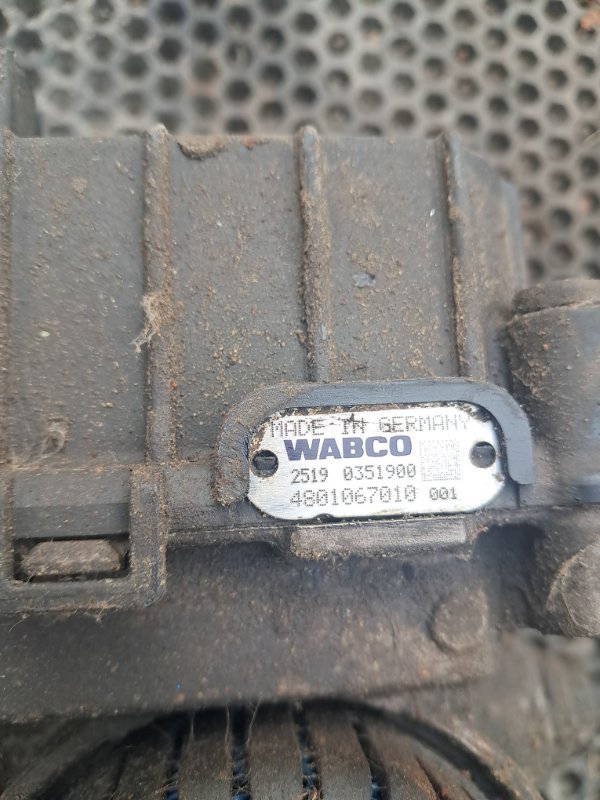 MADE IN GERMANY
WABCO
2519 0351900
4801067010 001